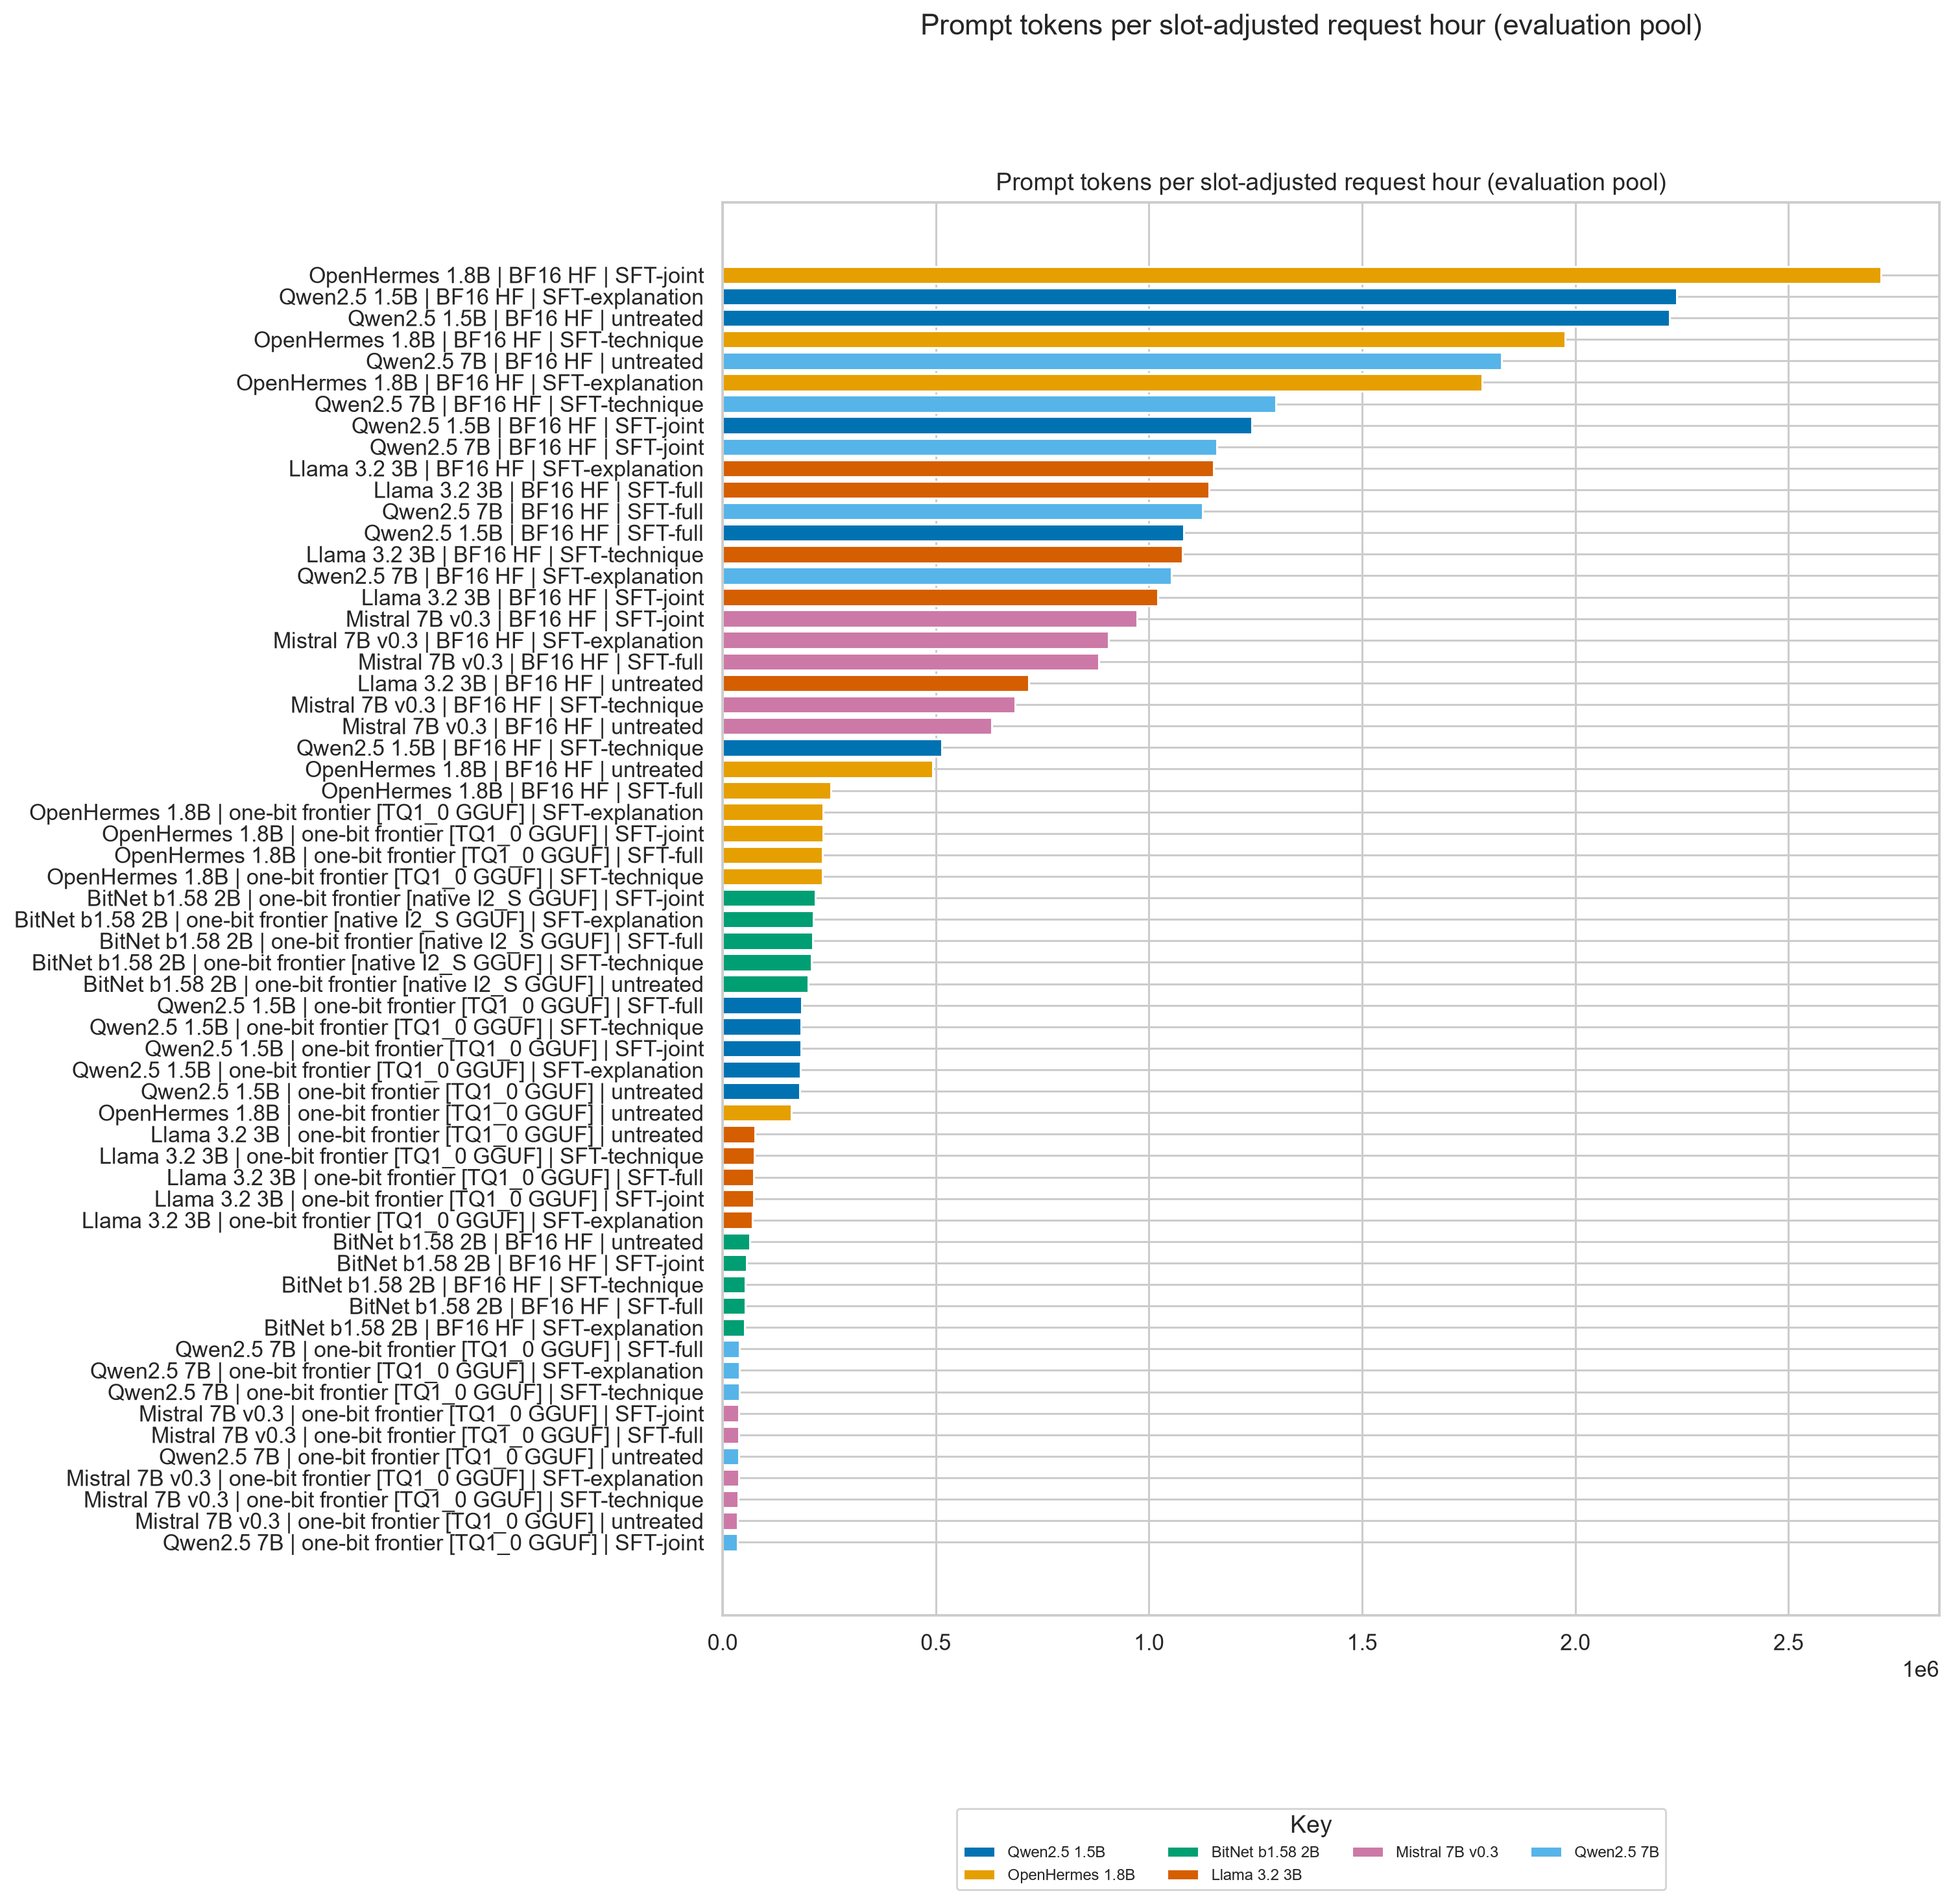 Prompt tokens per slot-adjusted request hour (evaluation pool)
Prompt tokens per slot-adjusted request hour (evaluation pool)
OpenHermes 1.8B | BF16 HF | SFT-joint
Qwen2.5 1.5B | BF16 HF | SFT-explanation
Qwen2.5 1.5B | BF16 HF | untreated
OpenHermes 1.8B | BF16 HF | SFT-technique
Qwen2.5 7B | BF16 HF | untreated
OpenHermes 1.8B | BF16 HF | SFT-explanation
Qwen2.5 7B | BF16 HF | SFT-technique
Qwen2.5 1.5B | BF16 HF | SFT-joint
Qwen2.5 7B | BF16 HF | SFT-joint
Llama 3.2 3B | BF16 HF | SFT-explanation
Llama 3.2 3B | BF16 HF | SFT-full
Qwen2.5 7B | BF16 HF | SFT-full
Qwen2.5 1.5B | BF16 HF | SFT-full
Llama 3.2 3B | BF16 HF | SFT-technique
Qwen2.5 7B | BF16 HF | SFT-explanation
Llama 3.2 3B | BF16 HF | SFT-joint
Mistral 7B v0.3 | BF16 HF | SFT-joint
Mistral 7B v0.3 | BF16 HF | SFT-explanation
Mistral 7B v0.3 | BF16 HF | SFT-full
Llama 3.2 3B | BF16 HF | untreated
Mistral 7B v0.3 | BF16 HF | SFT-technique
Mistral 7B v0.3 | BF16 HF | untreated
Qwen2.5 1.5B | BF16 HF | SFT-technique
OpenHermes 1.8B | BF16 HF | untreated
OpenHermes 1.8B | BF16 HF | SFT-full
OpenHermes 1.8B | one-bit frontier [TQ1_0 GGUF] | SFT-explanation
OpenHermes 1.8B | one-bit frontier [TQ1_0 GGUF] | SFT-joint
OpenHermes 1.8B | one-bit frontier [TQ1_0 GGUF] | SFT-full
OpenHermes 1.8B | one-bit frontier [TQ1_0 GGUF] | SFT-technique
BitNet b1.58 2B | one-bit frontier [native I2_S GGUF] | SFT-joint
BitNet b1.58 2B | one-bit frontier [native I2_S GGUF] | SFT-explanation
BitNet b1.58 2B | one-bit frontier [native I2_S GGUF] | SFT-full
BitNet b1.58 2B | one-bit frontier [native I2_S GGUF] | SFT-technique
BitNet b1.58 2B | one-bit frontier [native I2_S GGUF] | untreated
Qwen2.5 1.5B | one-bit frontier [TQ1_0 GGUF] | SFT-full
Qwen2.5 1.5B | one-bit frontier [TQ1_0 GGUF] | SFT-technique
Qwen2.5 1.5B | one-bit frontier [TQ1_0 GGUF] | SFT-joint
Qwen2.5 1.5B | one-bit frontier [TQ1_0 GGUF] | SFT-explanation
Qwen2.5 1.5B | one-bit frontier [TQ1_0 GGUF] | untreated
OpenHermes 1.8B | one-bit frontier [TQ1_0 GGUF] | untreated
Llama 3.2 3B | one-bit frontier [TQ1_0 GGUF] | untreated
Llama 3.2 3B | one-bit frontier [TQ1_0 GGUF] | SFT-technique
Llama 3.2 3B | one-bit frontier [TQ1_0 GGUF] | SFT-full
Llama 3.2 3B | one-bit frontier [TQ1_0 GGUF] | SFT-joint
Llama 3.2 3B | one-bit frontier [TQ1_0 GGUF] | SFT-explanation
BitNet b1.58 2B | BF16 HF | untreated
BitNet b1.58 2B | BF16 HF | SFT-joint
BitNet b1.58 2B | BF16 HF | SFT-technique
BitNet b1.58 2B | BF16 HF | SFT-full
BitNet b1.58 2B | BF16 HF | SFT-explanation
Qwen2.5 7B | one-bit frontier [TQ1_0 GGUF] | SFT-full
Qwen2.5 7B | one-bit frontier [TQ1_0 GGUF] | SFT-explanation
Qwen2.5 7B | one-bit frontier [TQ1_0 GGUF] | SFT-technique
Mistral 7B v0.3 | one-bit frontier [TQ1_0 GGUF] | SFT-joint
Mistral 7B v0.3 | one-bit frontier [TQ1_0 GGUF] | SFT-full
Qwen2.5 7B | one-bit frontier [TQ1_0 GGUF] | untreated
Mistral 7B v0.3 | one-bit frontier [TQ1_0 GGUF] | SFT-explanation
Mistral 7B v0.3 | one-bit frontier [TQ1_0 GGUF] | SFT-technique
Mistral 7B v0.3 | one-bit frontier [TQ1_0 GGUF] | untreated
Qwen2.5 7B | one-bit frontier [TQ1_0 GGUF] | SFT-joint
0.0 0.5 1.0 1.5 2.0 2.5
1e6
Key
Qwen2.5 1.5B BitNet b1.58 2B Mistral 7B v0.3 Qwen2.5 7B
OpenHermes 1.8B Llama 3.2 3B